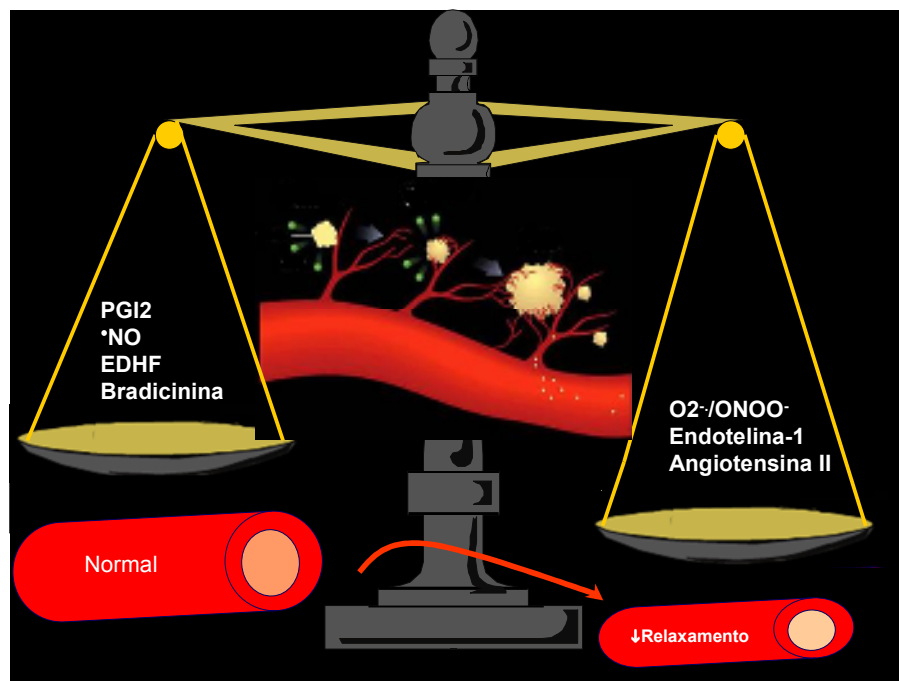 PGI2
•NO
EDHF
Bradicinina
O2-·/ONOO-
Endotelina-1
Angiotensina II
Normal
↓Relaxamento